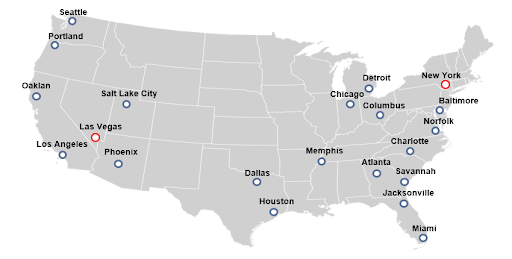 Seattle
Portland
Oaklan
Salt Lake City
Las Vegas
Los Angeles
Phoenix
Dallas
Houston
Memphis
Chicago
Detroit
Columbus
New York
Baltimore
Norfolk
Charlotte
Atlanta
Savannah
Jacksonville
Miami